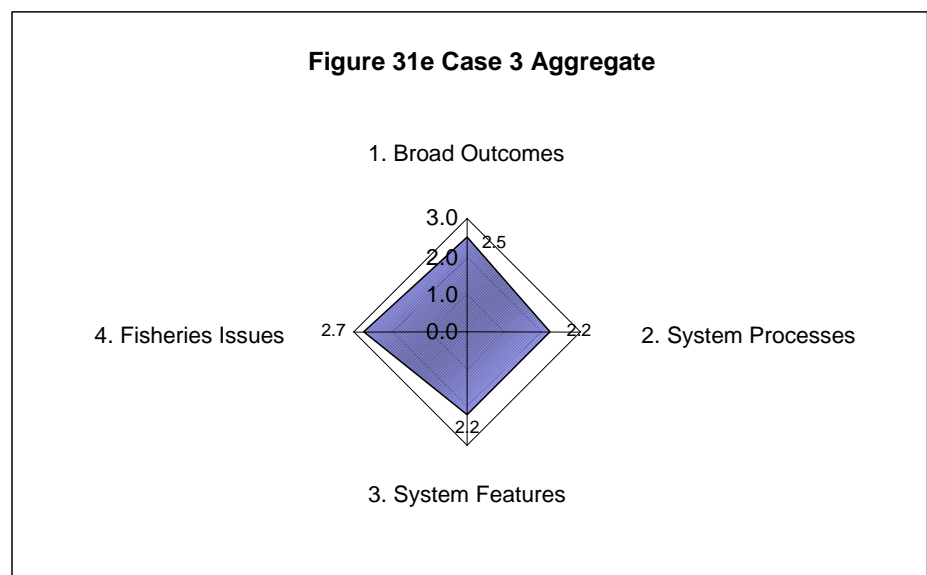 Figure 31e Case 3 Aggregate
1. Broad Outcomes
3.0
2.5
2.0
1.0
4. Fisheries Issues
2.7
0.0
2.2
2. System Processes
2.2
3. System Features